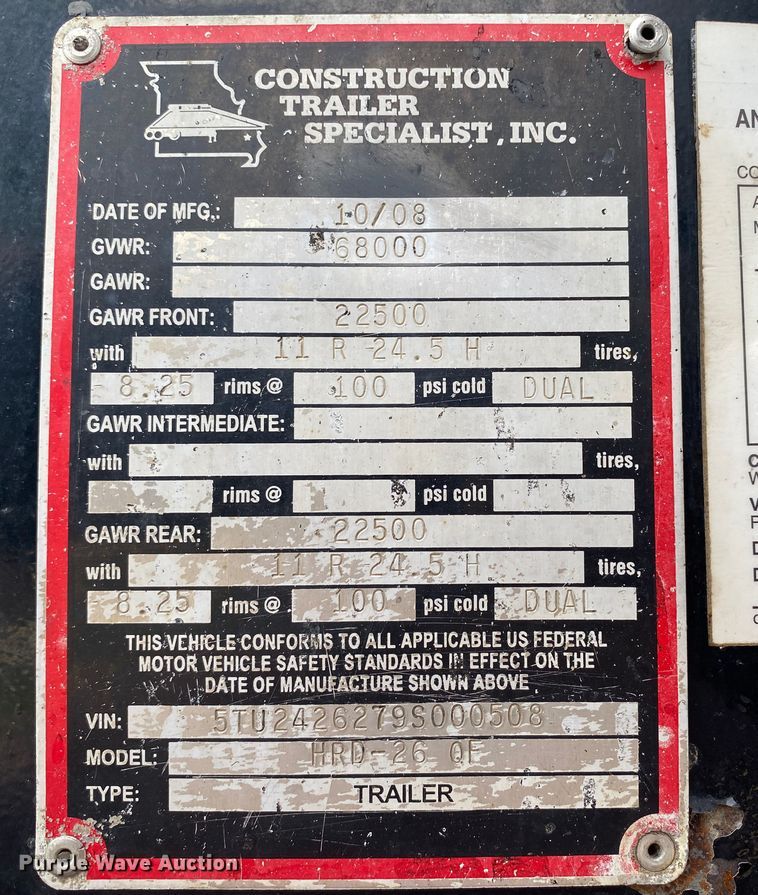 CONSTRUCTION
TRAILER
SPECIALIST, INC.
DATE OF MFG.: 10/08
GVWR: 68000
GAWR:
GAWR FRONT: 22500
with 11 R 24.5 H tires,
8.25 rims @ 100 psi cold DUAL
GAWR INTERMEDIATE:
with tires,
rims @ psi cold
GAWR REAR: 22500
with 11 R 24.5 H tires,
8.25 rims @ 100 psi cold DUAL
THIS VEHICLE CONFORMS TO ALL APPLICABLE US FEDERAL
MOTOR VEHICLE SAFETY STANDARDS IN EFFECT ON THE
DATE OF MANUFACTURE SHOWN ABOVE
VIN: 5TU2426279S000508
MODEL: HRD-26 QF
TYPE: TRAILER
Purple Wave Auction
AN
CO